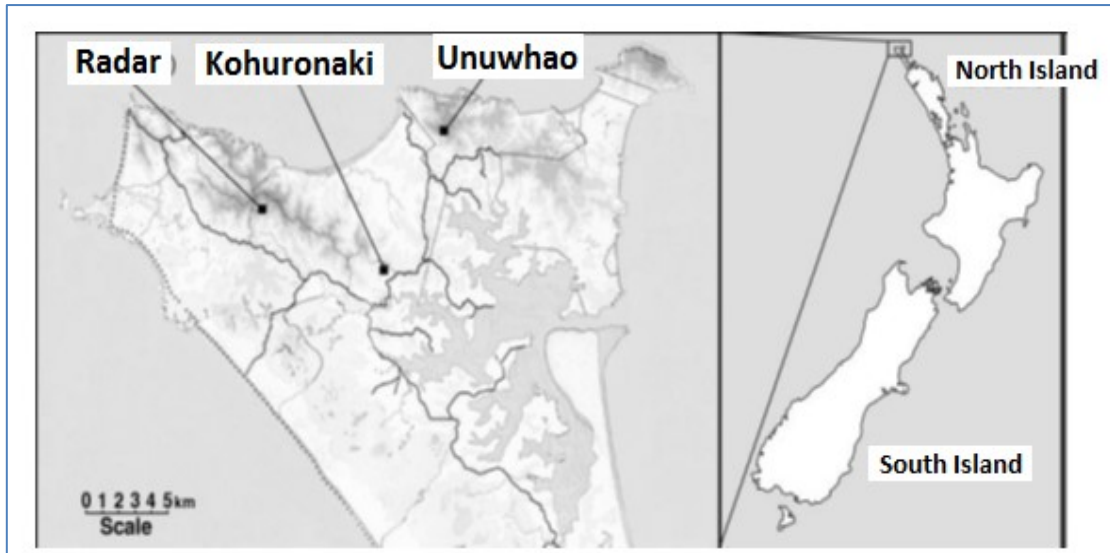 Radar
Kohuronaki
Unuwhao
North Island
South Island
0 1 2 3 4 5km
Scale